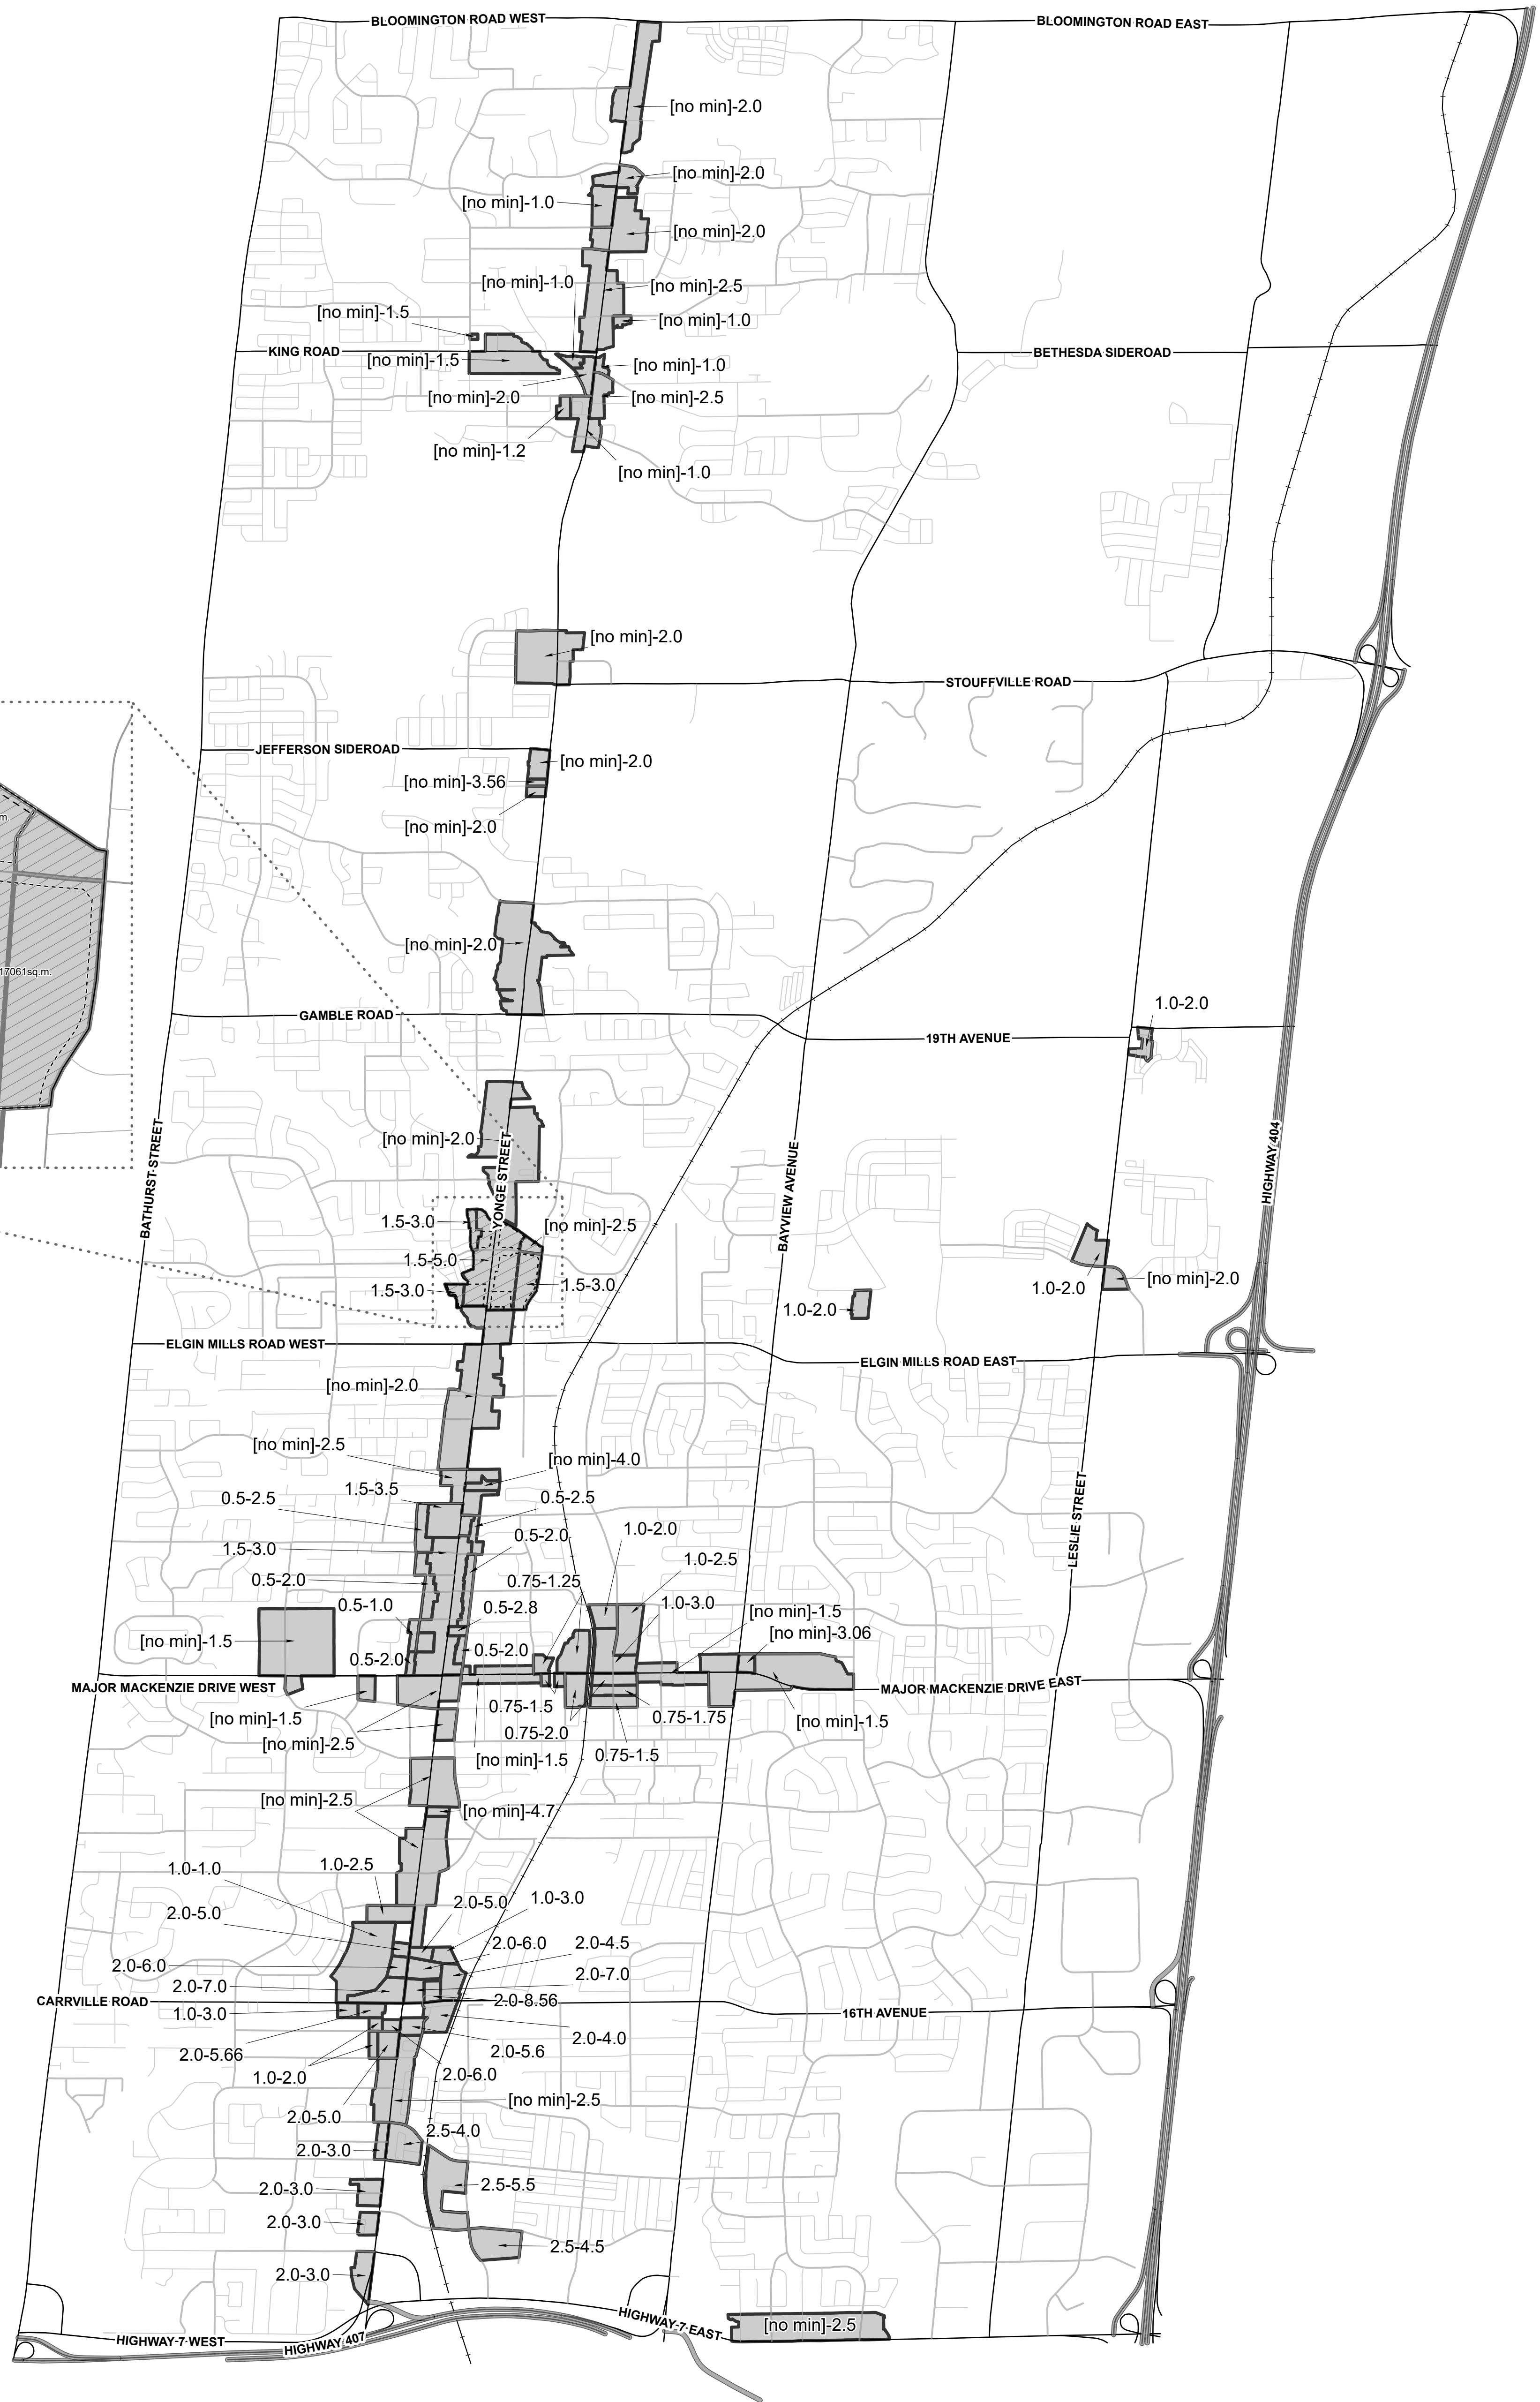 BLOOMINGTON ROAD WEST
BLOOMINGTON ROAD EAST
[no min]-2.0
[no min]-2.0
[no min]-1.0
[no min]-2.0
[no min]-1.0
[no min]-2.5
[no min]-1.5
[no min]-1.0
KING ROAD
[no min]-1.5
BETHESDA SIDEROAD
[no min]-1.0
[no min]-2.0
[no min]-2.5
[no min]-1.2
[no min]-1.0
[no min]-2.0
STOUFFVILLE ROAD
JEFFERSON SIDEROAD
[no min]-2.0
[no min]-3.56
m.
[no min]-2.0
[no min]-2.0
17061sq.m.
1.0-2.0
GAMBLE ROAD
19TH AVENUE
BATHURST STREET
[no min]-2.0
YONGE STREET
BAYVIEW AVENUE
HIGHWAY 404
1.5-3.0
[no min]-2.5
1.5-5.0
1.5-3.0
1.5-3.0
1.0-2.0
[no min]-2.0
1.0-2.0
ELGIN MILLS ROAD WEST
ELGIN MILLS ROAD EAST
[no min]-2.0
[no min]-2.5
[no min]-4.0
1.5-3.5
0.5-2.5
0.5-2.5
LESLIE STREET
1.0-2.0
0.5-2.0
1.5-3.0
1.0-2.5
0.5-2.0
0.75-1.25
0.5-1.0
0.5-2.8
1.0-3.0
[no min]-1.5
[no min]-3.06
[no min]-1.5
0.5-2.0
0.5-2.0
MAJOR MACKENZIE DRIVE WEST
MAJOR MACKENZIE DRIVE EAST
0.75-1.5
[no min]-1.5
0.75-1.75
[no min]-1.5
0.75-2.0
[no min]-2.5
0.75-1.5
[no min]-1.5
[no min]-2.5
[no min]-4.7
1.0-2.5
1.0-1.0
1.0-3.0
2.0-5.0
2.0-5.0
2.0-6.0
2.0-4.5
2.0-6.0
2.0-7.0
2.0-7.0
CARRVILLE ROAD
2.0-8.56
1.0-3.0
16TH AVENUE
2.0-4.0
2.0-5.66
2.0-5.6
1.0-2.0
2.0-6.0
[no min]-2.5
2.0-5.0
2.5-4.0
2.0-3.0
2.0-3.0
2.5-5.5
2.0-3.0
2.5-4.5
2.0-3.0
HIGHWAY 7 WEST
HIGHWAY 407
HIGHWAY 7 EAST
[no min]-2.5